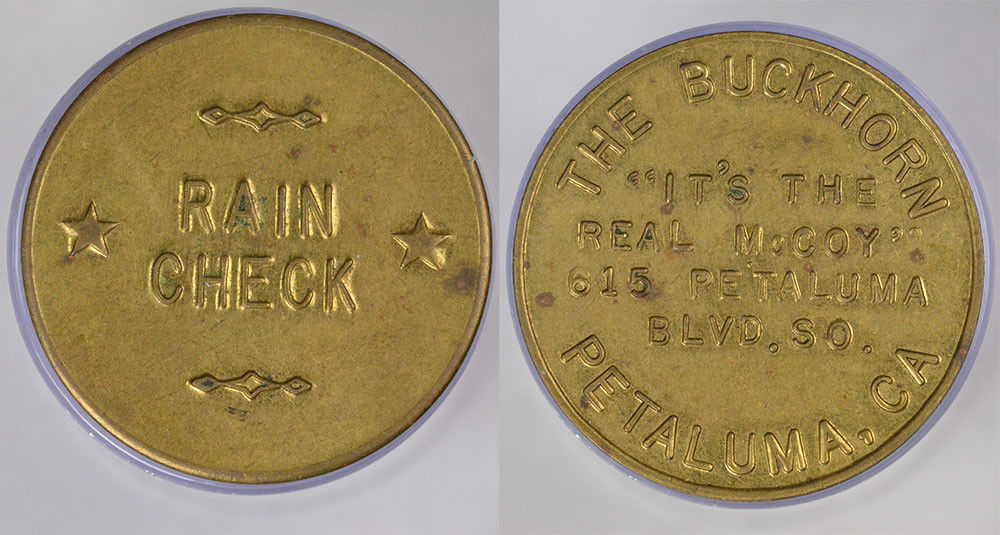 RAIN
CHECK
THE BUCKHORN
"IT'S THE
REAL McCOY"
615 PETALUMA
BLVD. SO.
PETALUMA, CA